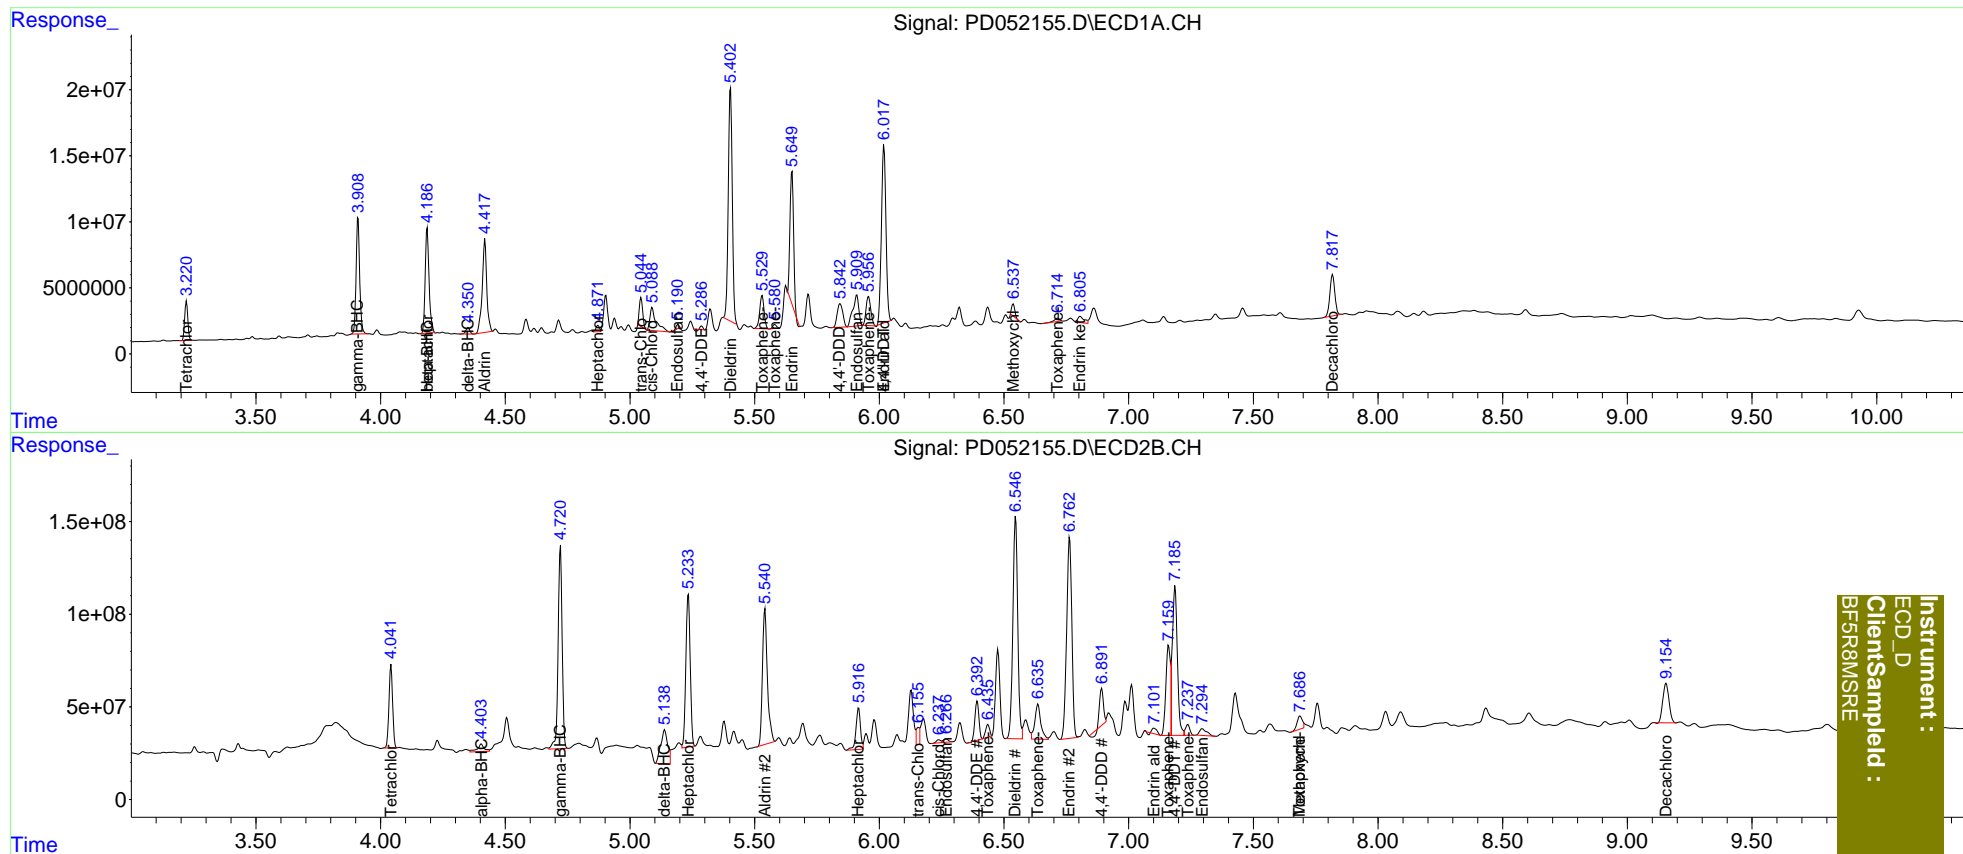 Response_
Signal: PD052155.D\ECD1A.CH
2e+07
1.5e+07
1e+07
5000000
0
3.220
3.908
4.186
4.350
4.417
4.871
5.044
5.088
5.190
5.286
5.402
5.529
5.580
5.649
5.842
5.909
5.956
6.017
6.537
6.714
6.805
7.817
Tetrachlor
gamma-BHC
delta-BHC
Aldrin
Heptachlor
trans-Chlo
cis-Chlord
Endosulfan
4,4'-DDE
Dieldrin
Toxaphene-
Toxaphene-
Endrin
4,4'-DDD
Endosulfan
Toxaphene-
Methoxychl
Toxaphene-
Endrin keo
Decachloro
Time
3.50 4.00 4.50 5.00 5.50 6.00 6.50 7.00 7.50 8.00 8.50 9.00 9.50 10.00
Response_
Signal: PD052155.D\ECD2B.CH
1.5e+08
1e+08
5e+07
0
4.041
4.403
4.720
5.138
5.233
5.540
5.916
6.155
6.237
6.266
6.392
6.435
6.546
6.635
6.762
6.891
7.101
7.159
7.185
7.237
7.294
7.686
9.154
Tetrachlor
alpha-BHC
gamma-BHC
delta-BHC
Heptachlor
Aldrin #2
Heptachlor
trans-Chlo
cis-Chlord
Endosulfan
4,4'-DDE #
Toxaphene-
Dieldrin #
Toxaphene-
Endrin #2
4,4'-DDD #
Endrin ald
Toxaphene-
4,4'-DDT #
Toxaphene-
Endosulfan
Decachloro
Time
3.50 4.00 4.50 5.00 5.50 6.00 6.50 7.00 7.50 8.00 8.50 9.00 9.50
Instrument :
ECD_D
ClientSampleId :
BF5R8MSRE